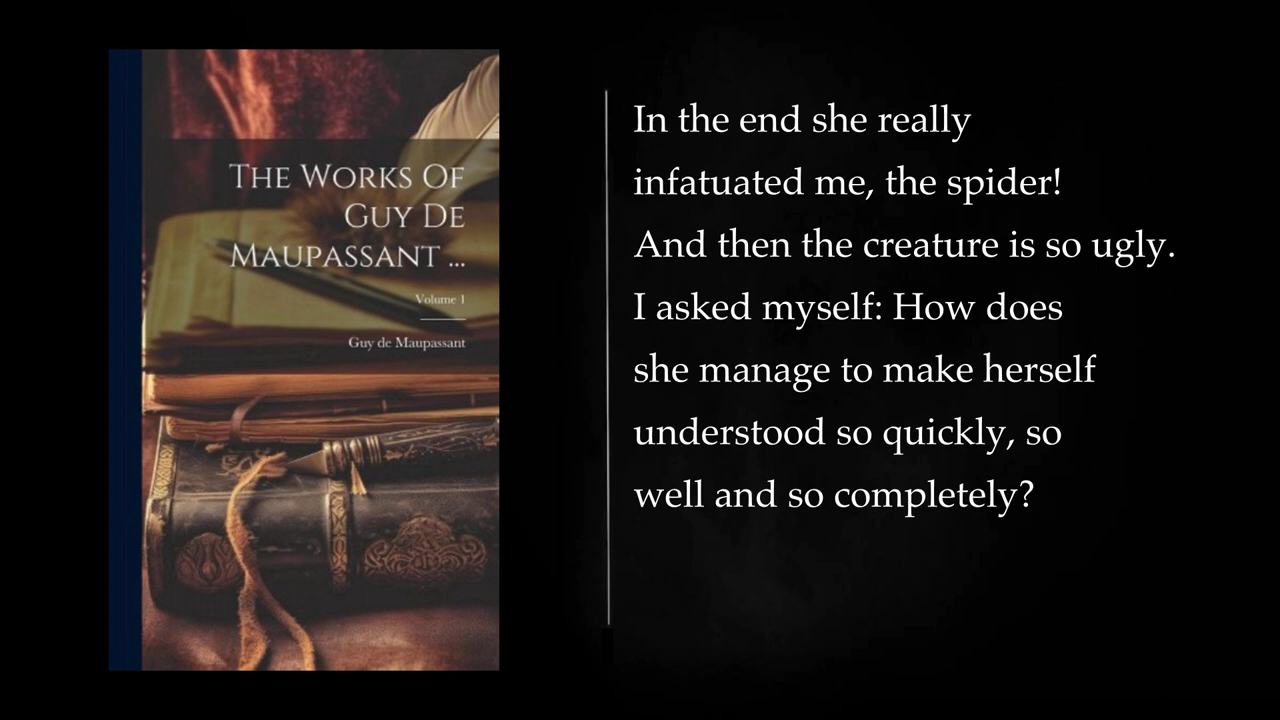 The Works Of
Guy De
Maupassant ...
Volume 1
Guy de Maupassant
In the end she really
infatuated me, the spider!
And then the creature is so ugly.
I asked myself: How does
she manage to make herself
understood so quickly, so
well and so completely?